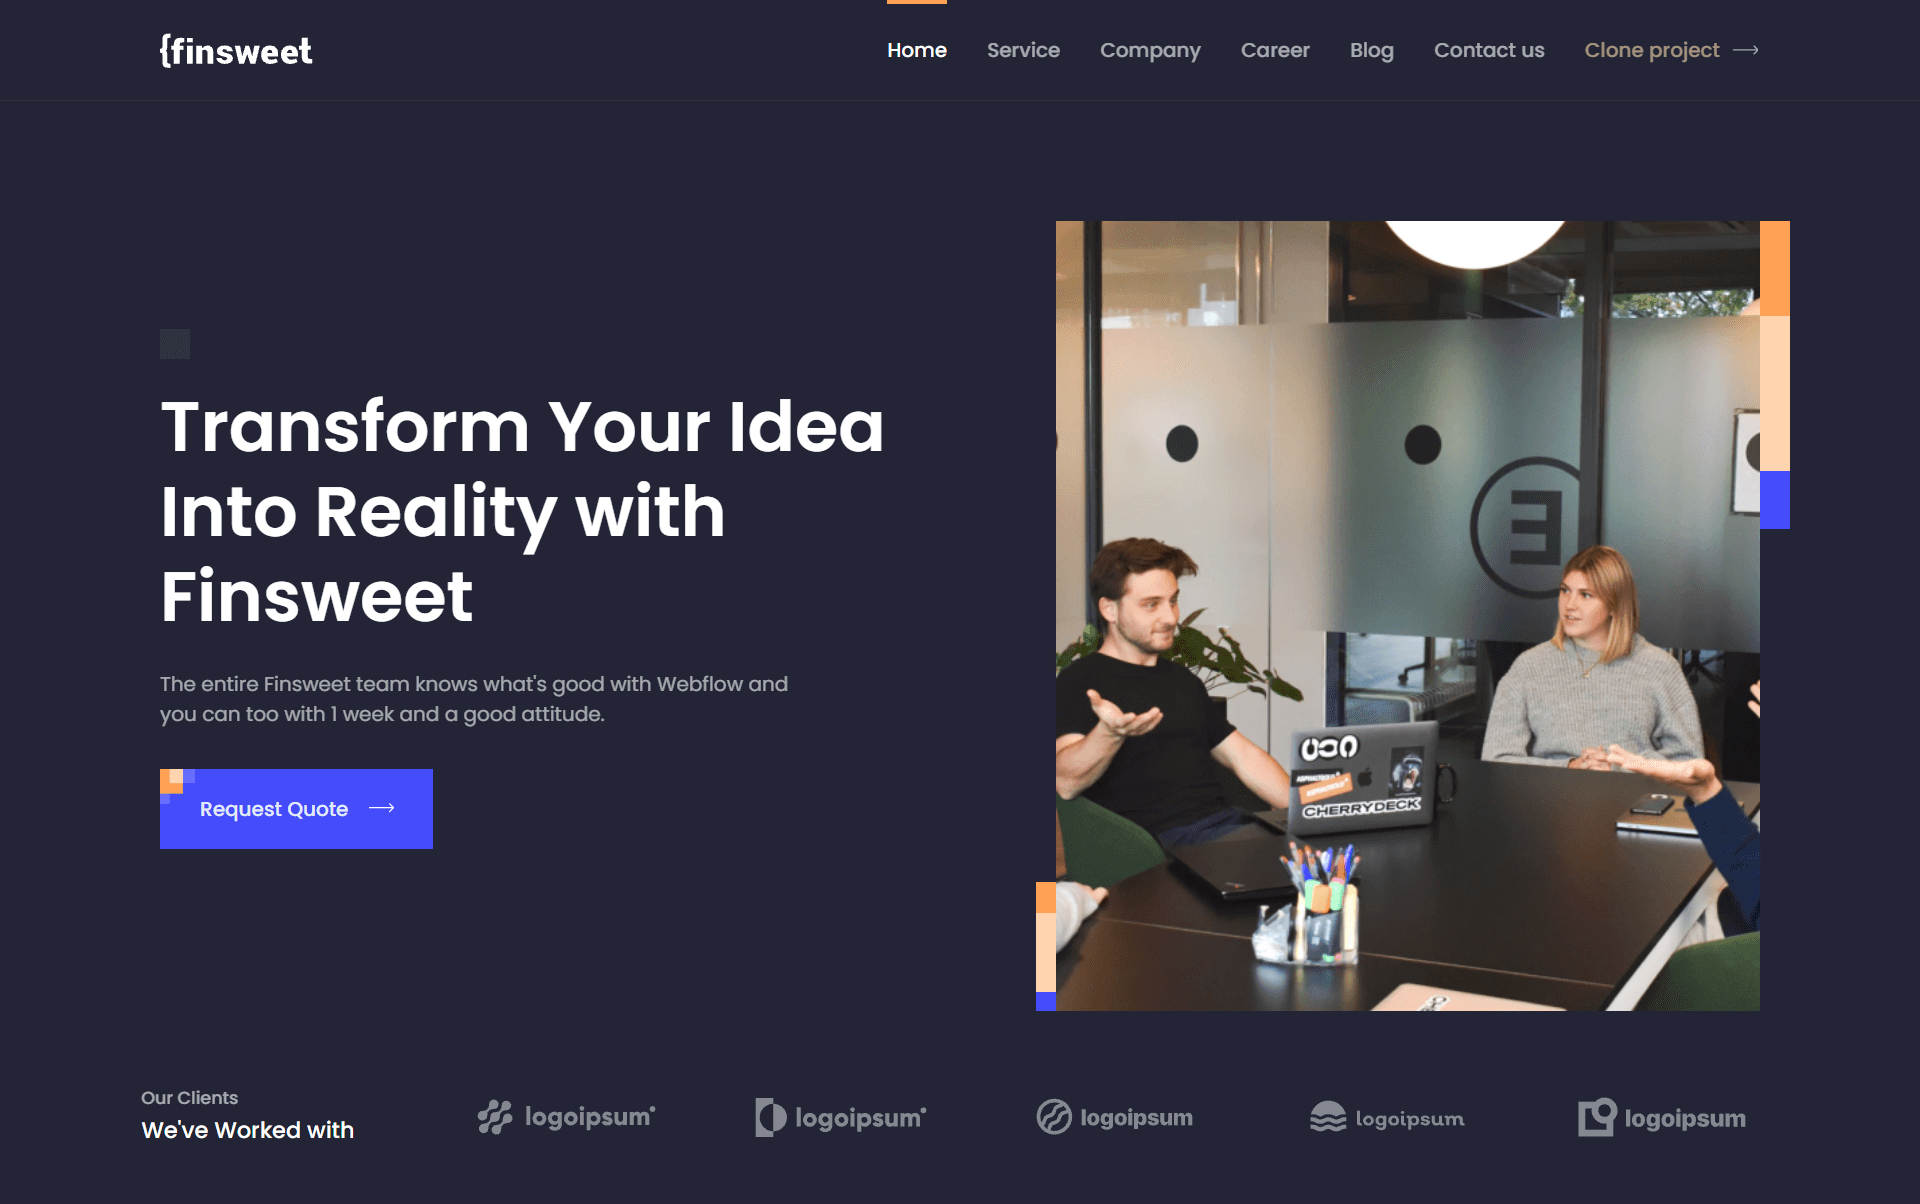 {finsweet
Home Service Company Career Blog Contact us Clone project
Transform Your Idea
Into Reality with
Finsweet
The entire Finsweet team knows what's good with Webflow and
you can too with 1 week and a good attitude.
Request Quote
ASPHALTGOLD
CHERRYDECK
Our Clients
We've Worked with
logoipsum
logoipsum
logoipsum
logoipsum
logoipsum